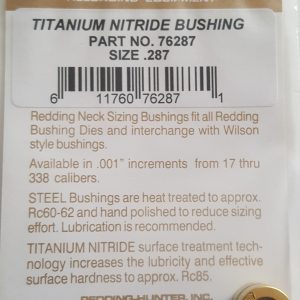 RELOADING EQUIPMENT
TITANIUM NITRIDE BUSHING
PART NO. 76287
SIZE .287
6 11760 76287 1
Redding Neck Sizing Bushings fit all Redding
Bushing Dies and interchange with Wilson
style bushings.
Available in .001" increments from 17 thru
338 calibers.
STEEL Bushings are heat treated to approx.
Rc60-62 and hand polished to reduce sizing
effort. Lubrication is recommended.
TITANIUM NITRIDE surface treatment tech-
nology increases the lubricity and effective
surface hardness to approx. Rc85.
REDDING-HUNTER, INC.